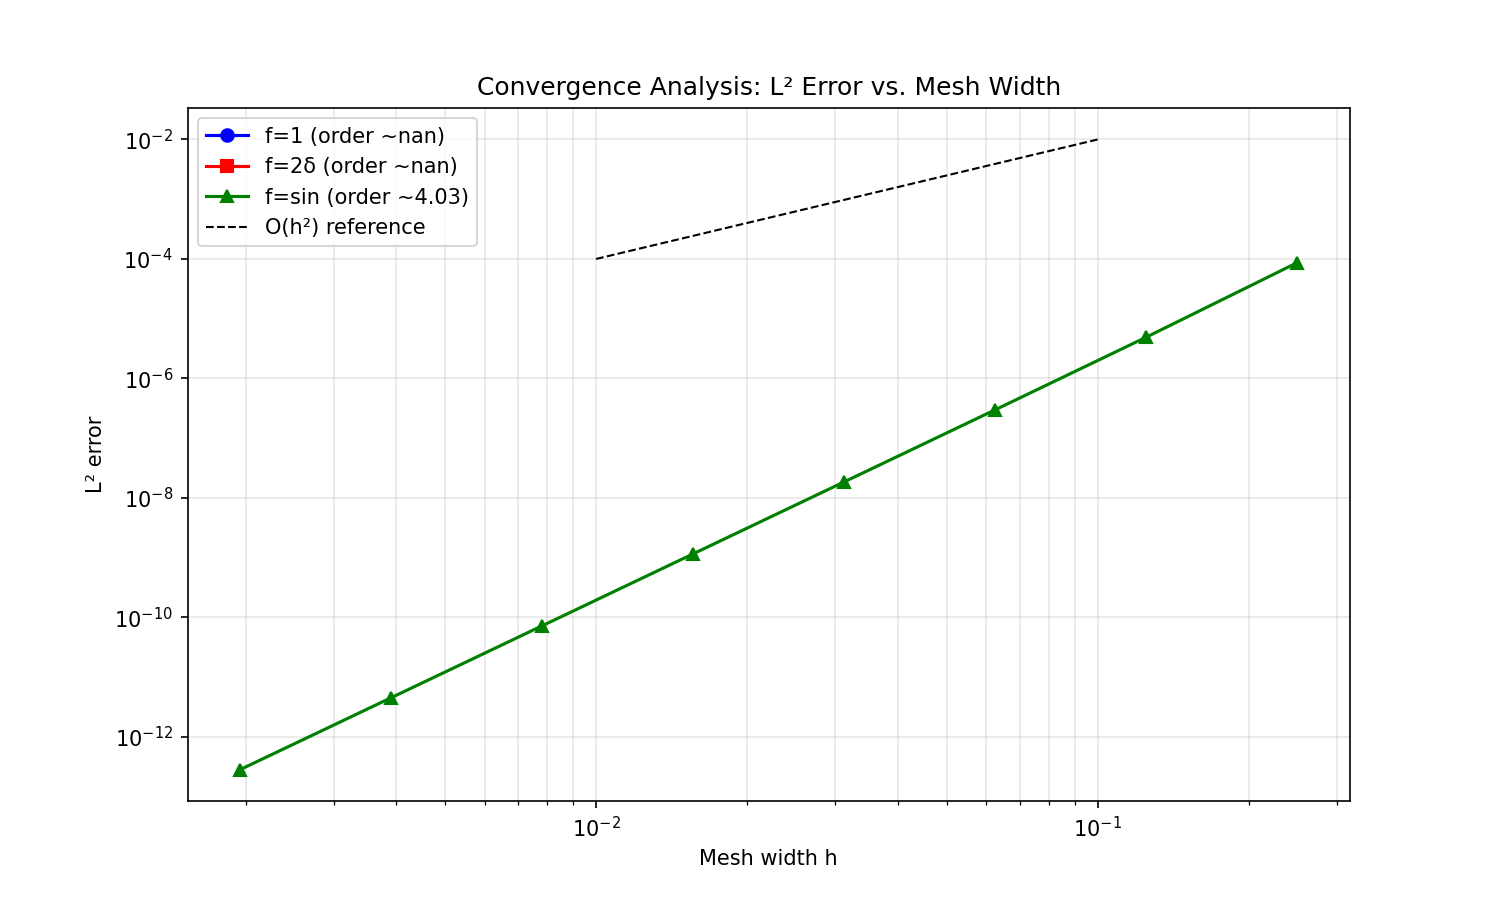 Convergence Analysis: L² Error vs. Mesh Width
f=1 (order ~nan)
f=2δ (order ~nan)
f=sin (order ~4.03)
O(h²) reference
10⁻²
10⁻⁴
10⁻⁶
10⁻⁸
10⁻¹⁰
10⁻¹²
L² error
10⁻² 10⁻¹
Mesh width h